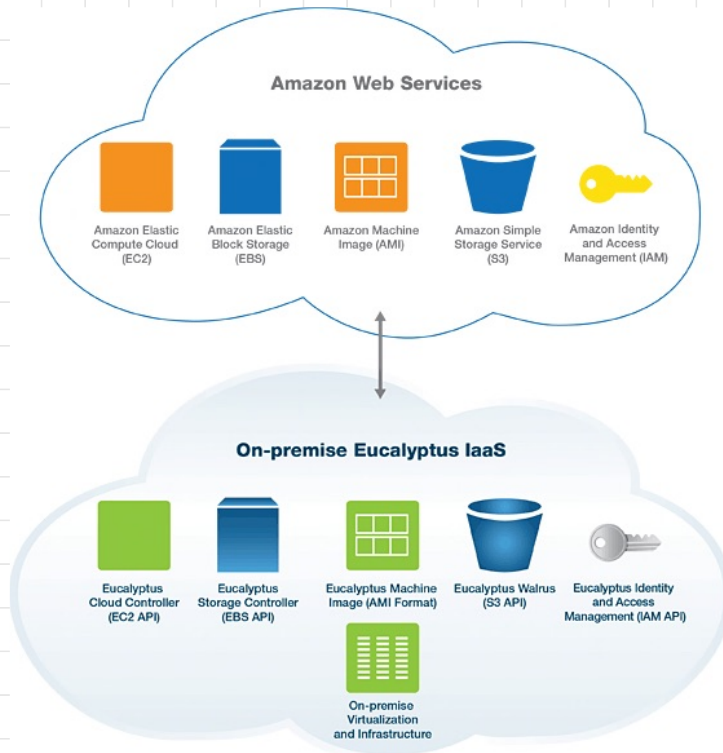 Amazon Web Services
Amazon Elastic
Compute Cloud
(EC2)
Amazon Elastic
Block Storage
(EBS)
Amazon Machine
Image (AMI)
Amazon Simple
Storage Service
(S3)
Amazon Identity
and Access
Management (IAM)
On-premise Eucalyptus IaaS
Eucalyptus
Cloud Controller
(EC2 API)
Eucalyptus
Storage Controller
(EBS API)
Eucalyptus Machine
Image (AMI Format)
Eucalyptus Walrus
(S3 API)
Eucalyptus Identity
and Access
Management (IAM API)
On-premise
Virtualization
and Infrastructure